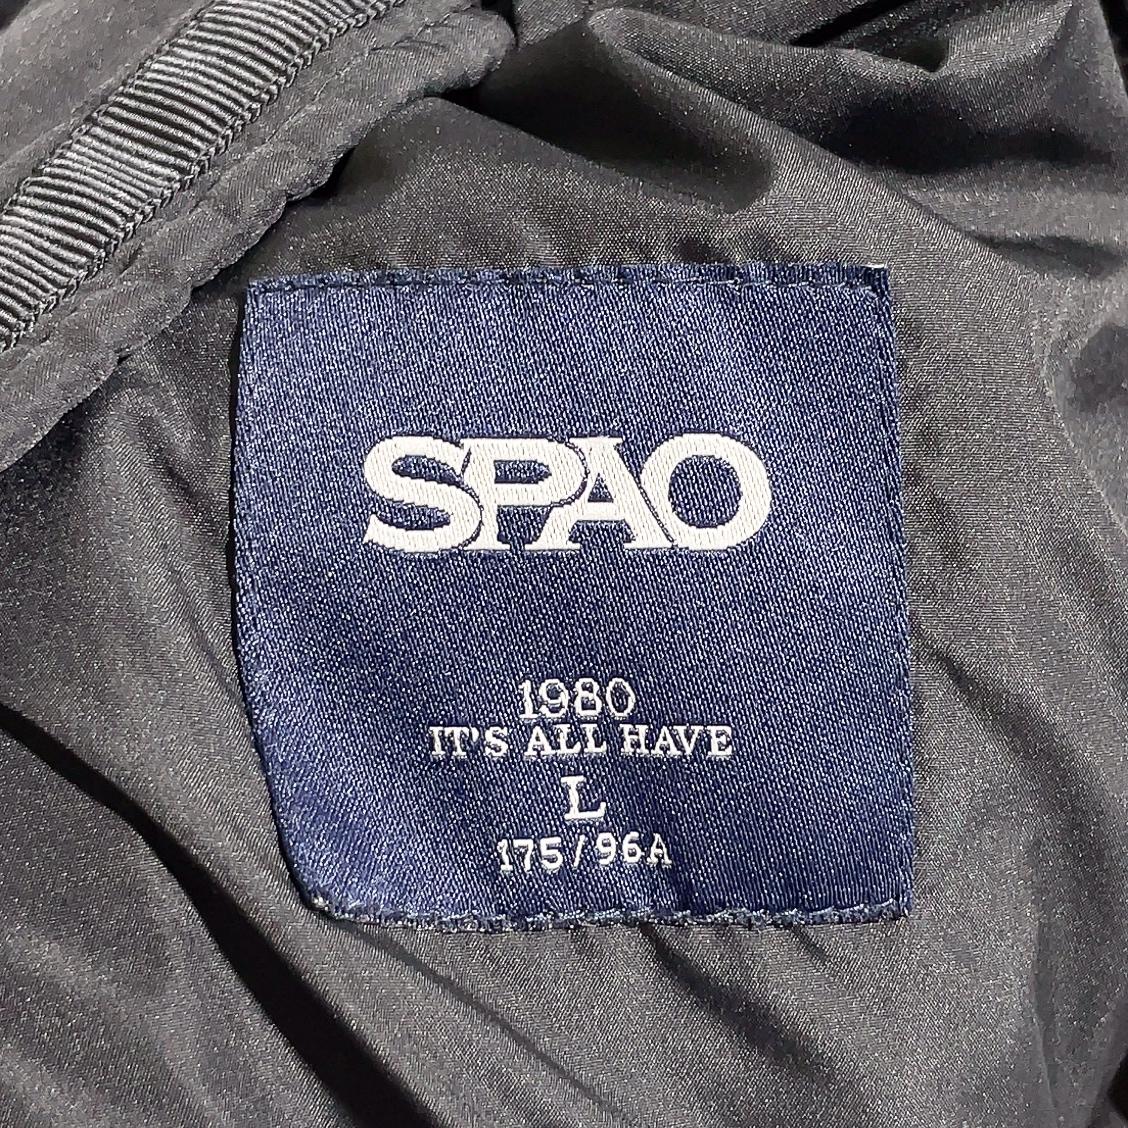 SPAO
1980
IT'S ALL HAVE
L
175/96A